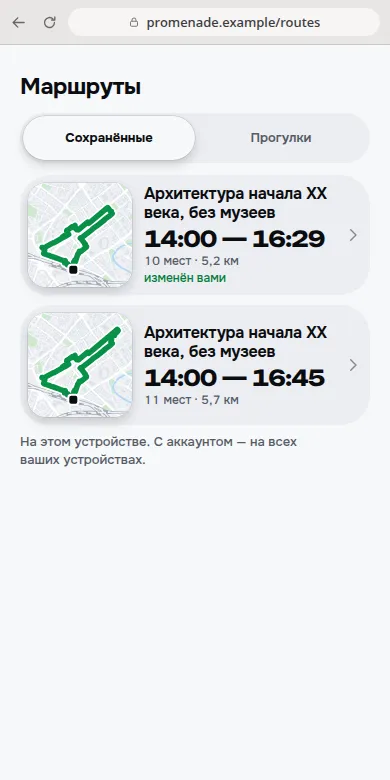 promenade.example/routes
Маршруты
Сохранённые
Прогулки
Архитектура начала XX
века, без музеев
14:00 — 16:29
10 мест · 5,2 км
изменён вами
Архитектура начала XX
века, без музеев
14:00 — 16:45
11 мест · 5,7 км
На этом устройстве. С аккаунтом — на всех
ваших устройствах.